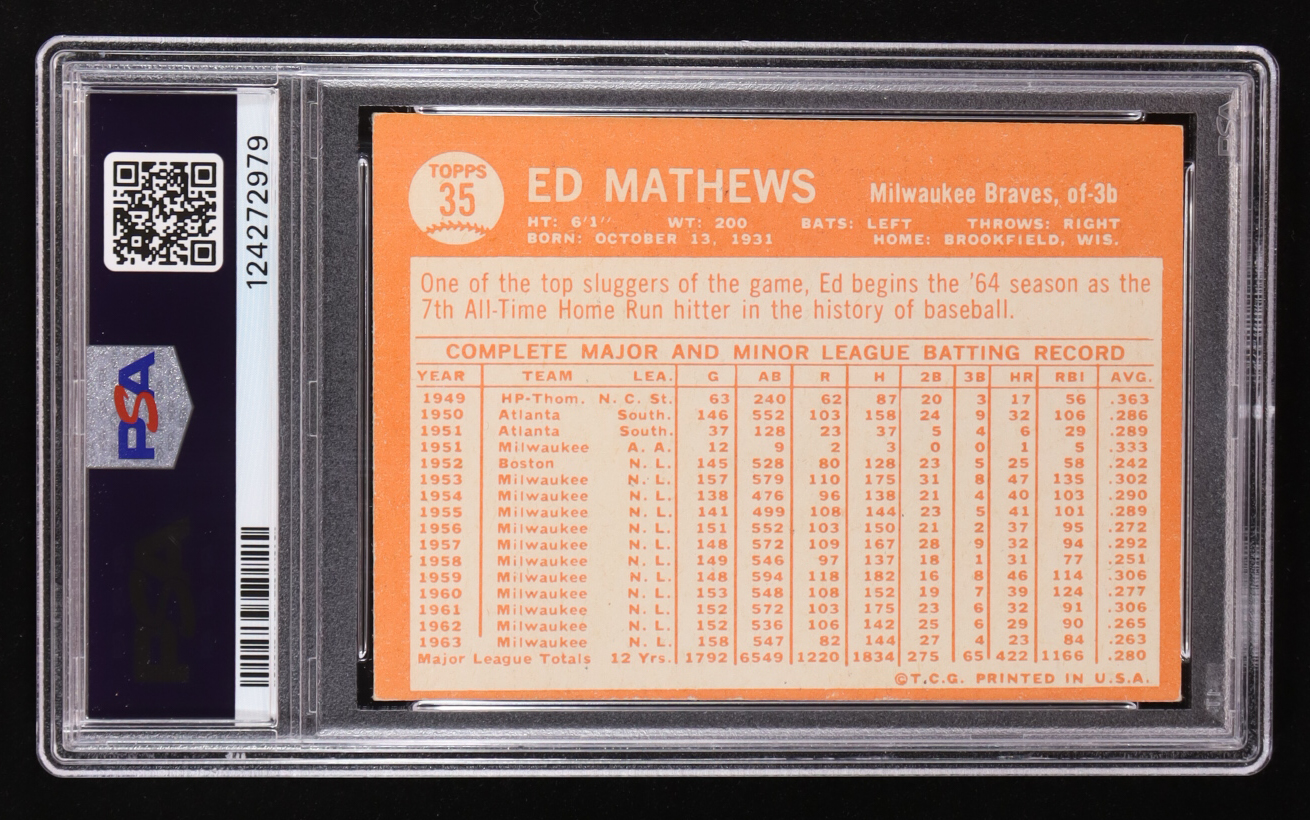 124272979
PSA
PSA
TOPPS
35
ED MATHEWS Milwaukee Braves, of-3b
HT: 6'1" WT: 200 BATS: LEFT THROWS: RIGHT
BORN: OCTOBER 13, 1931 HOME: BROOKFIELD, WIS.
One of the top sluggers of the game, Ed begins the '64 season as the
7th All-Time Home Run hitter in the history of baseball.
COMPLETE MAJOR AND MINOR LEAGUE BATTING RECORD
YEAR TEAM LEA. G AB R H 2B 3B HR RBI AVG.
1949 HP-Thom. N. C. St. 63 240 62 87 20 3 17 56 .363
1950 Atlanta South. 146 552 103 158 24 9 32 106 .286
1951 Atlanta South. 37 128 23 37 5 4 6 29 .289
1951 Milwaukee A. A. 12 9 2 3 0 0 1 5 .333
1952 Boston N. L. 145 528 80 128 23 5 25 58 .242
1953 Milwaukee N. L. 157 579 110 175 31 8 47 135 .302
1954 Milwaukee N. L. 138 476 96 138 21 4 40 103 .290
1955 Milwaukee N. L. 141 499 108 144 23 5 41 101 .289
1956 Milwaukee N. L. 151 552 103 150 21 2 37 95 .272
1957 Milwaukee N. L. 148 572 109 167 28 9 32 94 .292
1958 Milwaukee N. L. 149 546 97 137 18 1 31 77 .251
1959 Milwaukee N. L. 148 594 118 182 16 8 46 114 .306
1960 Milwaukee N. L. 153 548 108 152 19 7 39 124 .277
1961 Milwaukee N. L. 152 572 103 175 23 6 32 91 .306
1962 Milwaukee N. L. 152 536 106 142 25 6 29 90 .265
1963 Milwaukee N. L. 158 547 82 144 27 4 23 84 .263
Major League Totals 12 Yrs. 1792 6549 1220 1834 275 65 422 1166 .280
©T.C.G. PRINTED IN U.S.A.